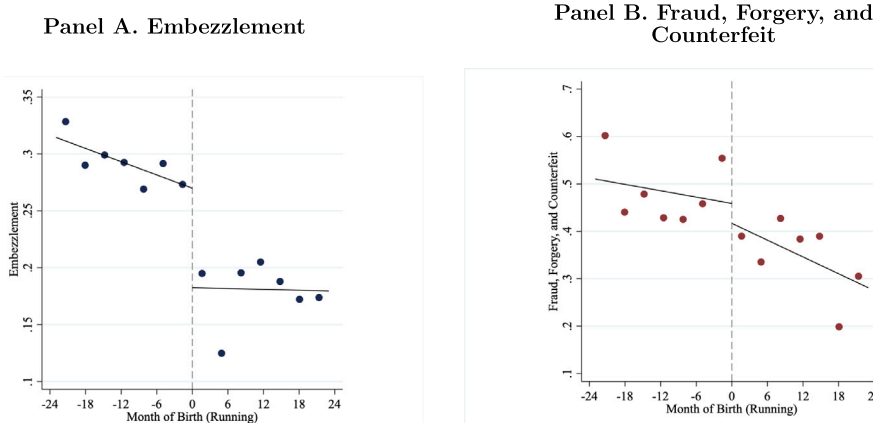 Panel A. Embezzlement
Embezzlement
.35
.3
.25
.2
.15
.1
-24 -18 -12 -6 0 6 12 18 24
Month of Birth (Running)
Panel B. Fraud, Forgery, and
Counterfeit
Fraud, Forgery, and Counterfeit
.7
.6
.5
.4
.3
.2
.1
-24 -18 -12 -6 0 6 12 18 2
Month of Birth (Running)